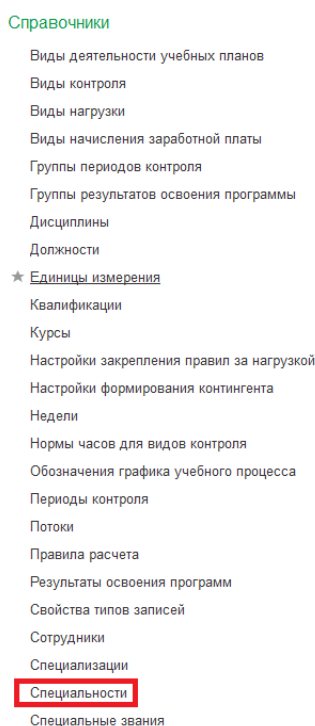 Справочники
Виды деятельности учебных планов
Виды контроля
Виды нагрузки
Виды начисления заработной платы
Группы периодов контроля
Группы результатов освоения программы
Дисциплины
Должности
Единицы измерения
Квалификации
Курсы
Настройки закрепления правил за нагрузкой
Настройки формирования контингента
Недели
Нормы часов для видов контроля
Обозначения графика учебного процесса
Периоды контроля
Потоки
Правила расчета
Результаты освоения программ
Свойства типов записей
Сотрудники
Специализации
Специальности
Специальные звания